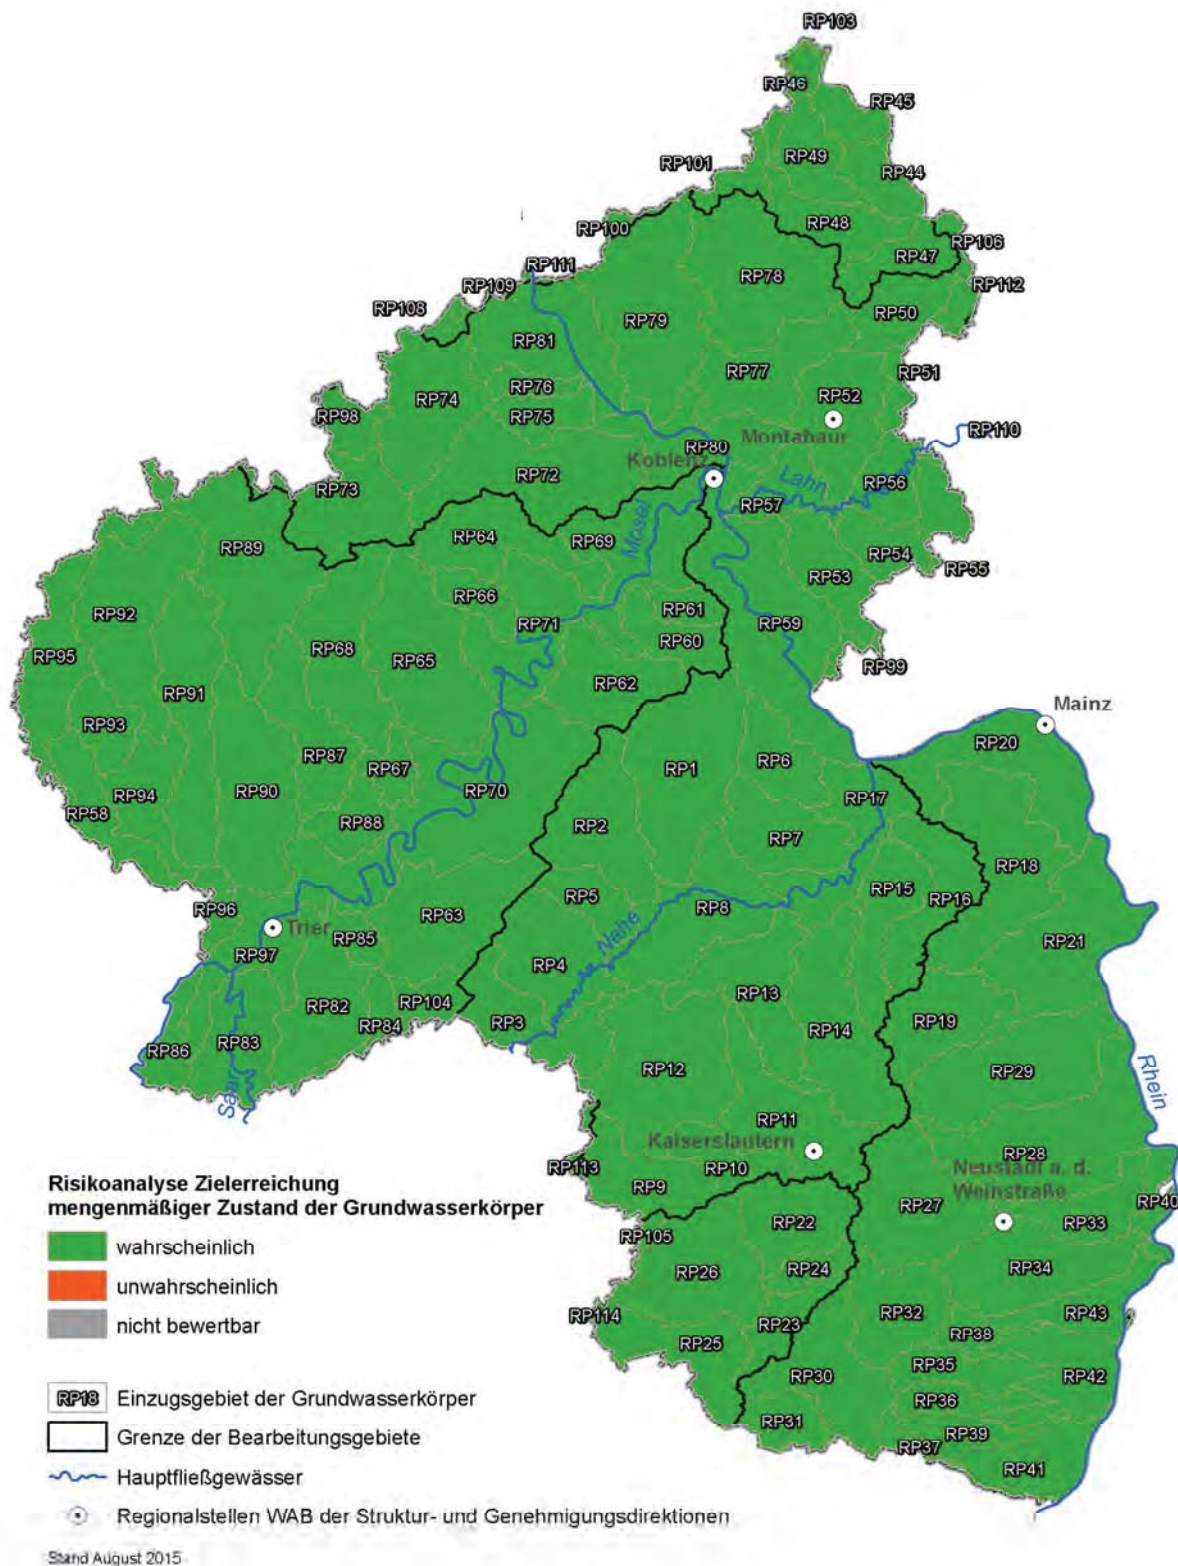 RP103
RP46
RP45
RP49
RP101
RP44
RP48
RP100
RP106
RP47
RP111
RP78
RP109
RP112
RP108
RP50
RP79
RP81
RP77
RP51
RP76
RP52
RP74
RP98
RP75
RP110
Montabaur
RP80
Koblenz
RP72
Lahn
RP56
RP73
RP57
Mosel
RP64
RP69
RP89
RP54
RP55
RP53
RP66
RP61
RP92
RP71
RP59
RP60
RP68
RP95
RP65
RP99
RP62
RP91
Mainz
RP93
RP20
RP87
RP67
RP1
RP6
RP90
RP70
RP94
RP17
RP58
RP88
RP2
RP7
RP18
RP15
RP5
RP16
RP96
RP63
RP8
Trier
RP85
Nahe
RP21
RP97
RP4
RP13
RP82
RP104
RP3
RP84
RP14
RP19
RP83
RP86
RP12
RP29
Rhein
Saar
RP11
Kaiserslautern
RP28
RP113
RP10
Neustadt a. d.
Weinstraße
RP9
RP40
RP27
RP22
RP33
RP105
RP26
RP24
RP34
RP114
RP32
RP43
RP23
RP38
RP25
RP35
RP30
RP42
RP36
RP31
RP39
RP37
RP41
Risikoanalyse Zielerreichung
mengenmäßiger Zustand der Grundwasserkörper
wahrscheinlich
unwahrscheinlich
nicht bewertbar
RP18 Einzugsgebiet der Grundwasserkörper
Grenze der Bearbeitungsgebiete
Hauptfließgewässer
Regionalstellen WAB der Struktur- und Genehmigungsdirektionen
Stand August 2015